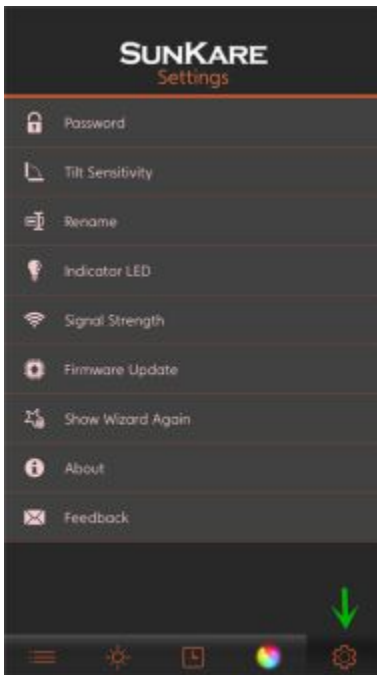 SUNKARE
Settings
Password
Tilt Sensitivity
Rename
Indicator LED
Signal Strength
Firmware Update
Show Wizard Again
About
Feedback